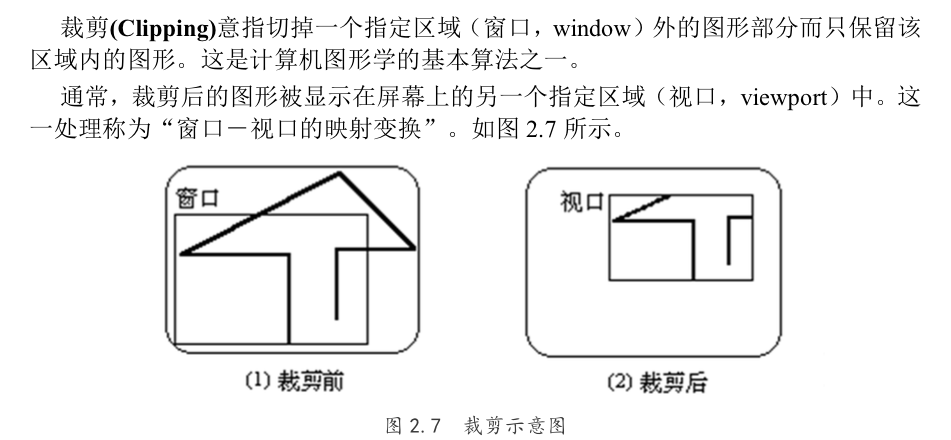 裁剪(Clipping)意指切掉一个指定区域（窗口，window）外的图形部分而只保留该
区域内的图形。这是计算机图形学的基本算法之一。
通常，裁剪后的图形被显示在屏幕上的另一个指定区域（视口，viewport）中。这
一处理称为“窗口－视口的映射变换”。如图 2.7 所示。
窗口
视口
(1) 裁剪前
(2) 裁剪后
图 2.7 裁剪示意图